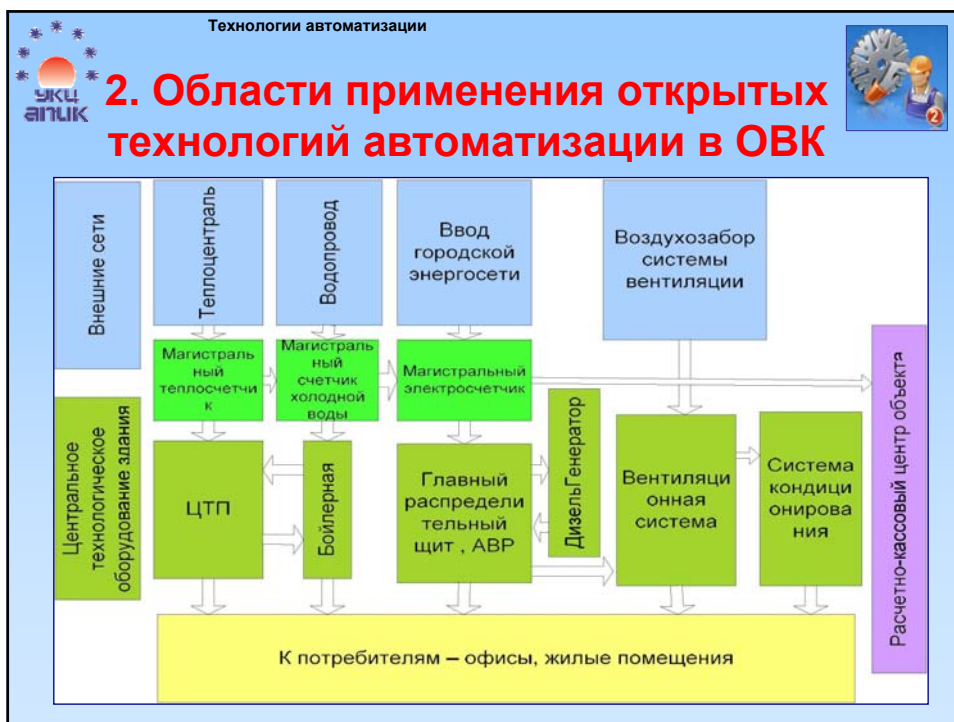 Технологии автоматизации
УКЦ
АПИК
2. Области применения открытых
технологий автоматизации в ОВК
2
Внешние сети
Теплоцентраль
Водопровод
Ввод
городской
энергосети
Воздухозабор
системы
вентиляции
Магистраль
ный
теплосчетчи
к
Магистраль
ный
счетчик
холодной
воды
Магистральный
электросчетчик
Расчетно-кассовый центр объекта
Центральное
технологическое
оборудование здания
ЦТП
Бойлерная
Главный
распредели
тельный
щит , АВР
ДизельГенератор
Вентиляци
онная
система
Система
кондици
онирова
ния
К потребителям – офисы, жилые помещения